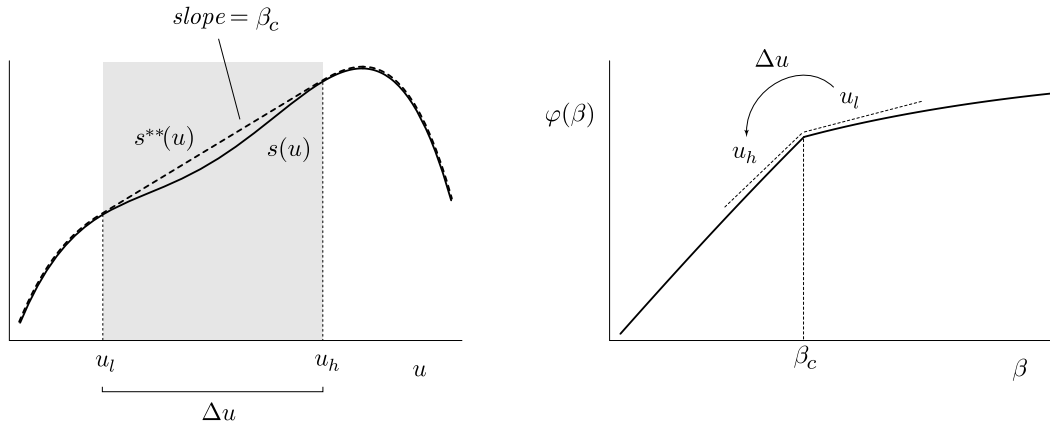 slope = β_c
s**(u)
s(u)
u_l
u_h
u
Δu
Δu
φ(β)
u_l
u_h
β_c
β